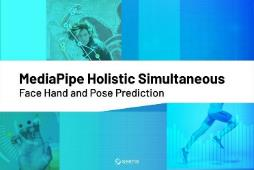 MediaPipe Holistic Simultaneous
Face Hand and Pose Prediction